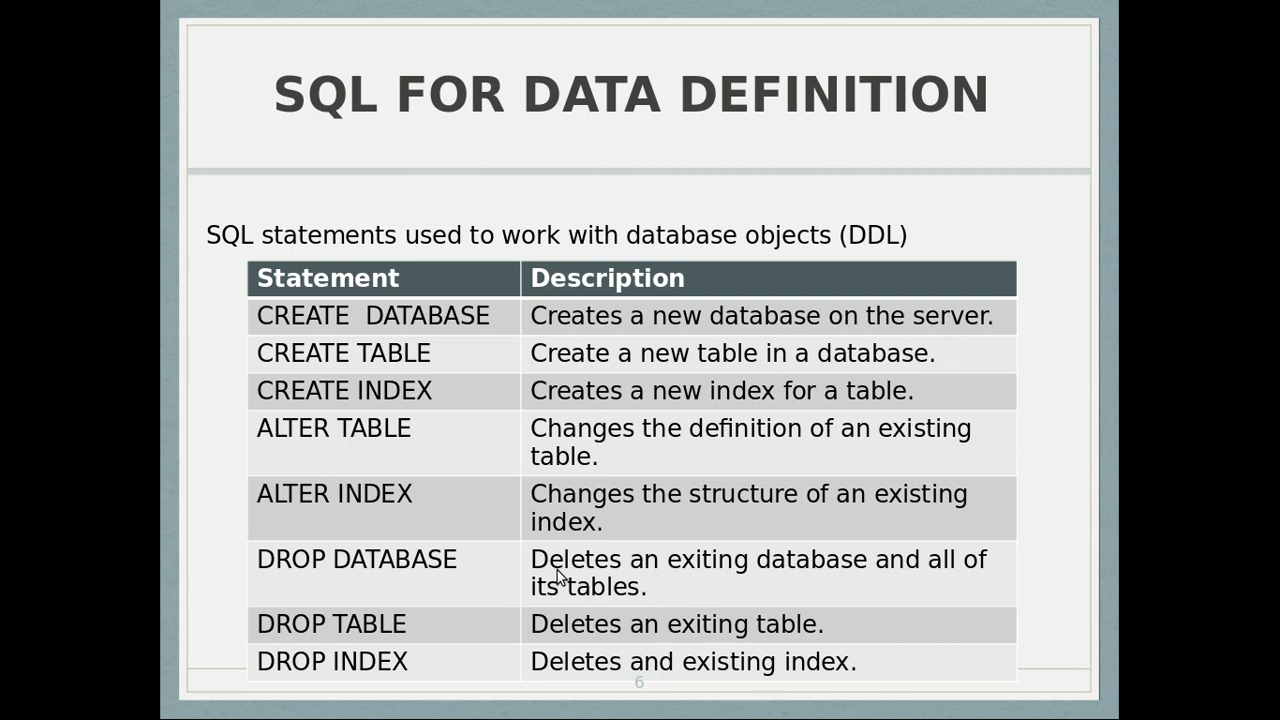 SQL FOR DATA DEFINITION
SQL statements used to work with database objects (DDL)
Statement Description
CREATE  DATABASE Creates a new database on the server.
CREATE TABLE Create a new table in a database.
CREATE INDEX Creates a new index for a table.
ALTER TABLE Changes the definition of an existing
table.
ALTER INDEX Changes the structure of an existing
index.
DROP DATABASE Deletes an exiting database and all of
its tables.
DROP TABLE Deletes an exiting table.
DROP INDEX Deletes and existing index.
6